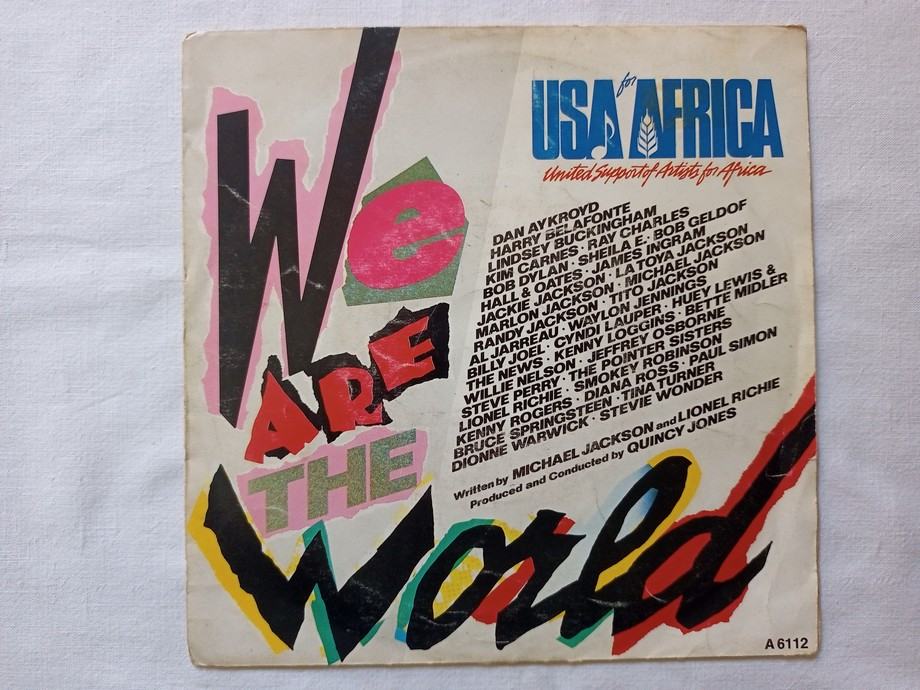 We
ARE
THE
World
USA for AFRICA
United Support of Artists for Africa
DAN AYKROYD
HARRY BELAFONTE
LINDSEY BUCKINGHAM
KIM CARNES · RAY CHARLES
BOB DYLAN · SHEILA E · BOB GELDOF
HALL & OATES · JAMES INGRAM
JACKIE JACKSON · LA TOYA JACKSON
MARLON JACKSON · MICHAEL JACKSON
RANDY JACKSON · TITO JACKSON
AL JARREAU · WAYLON JENNINGS
BILLY JOEL · CYNDI LAUPER · HUEY LEWIS &
THE NEWS · KENNY LOGGINS · BETTE MIDLER
WILLIE NELSON · JEFFREY OSBORNE
STEVE PERRY · THE POINTER SISTERS
LIONEL RICHIE · SMOKEY ROBINSON
KENNY ROGERS · DIANA ROSS · PAUL SIMON
BRUCE SPRINGSTEEN · TINA TURNER
DIONNE WARWICK · STEVIE WONDER
Written by MICHAEL JACKSON and LIONEL RICHIE
Produced and Conducted by QUINCY JONES
A 6112